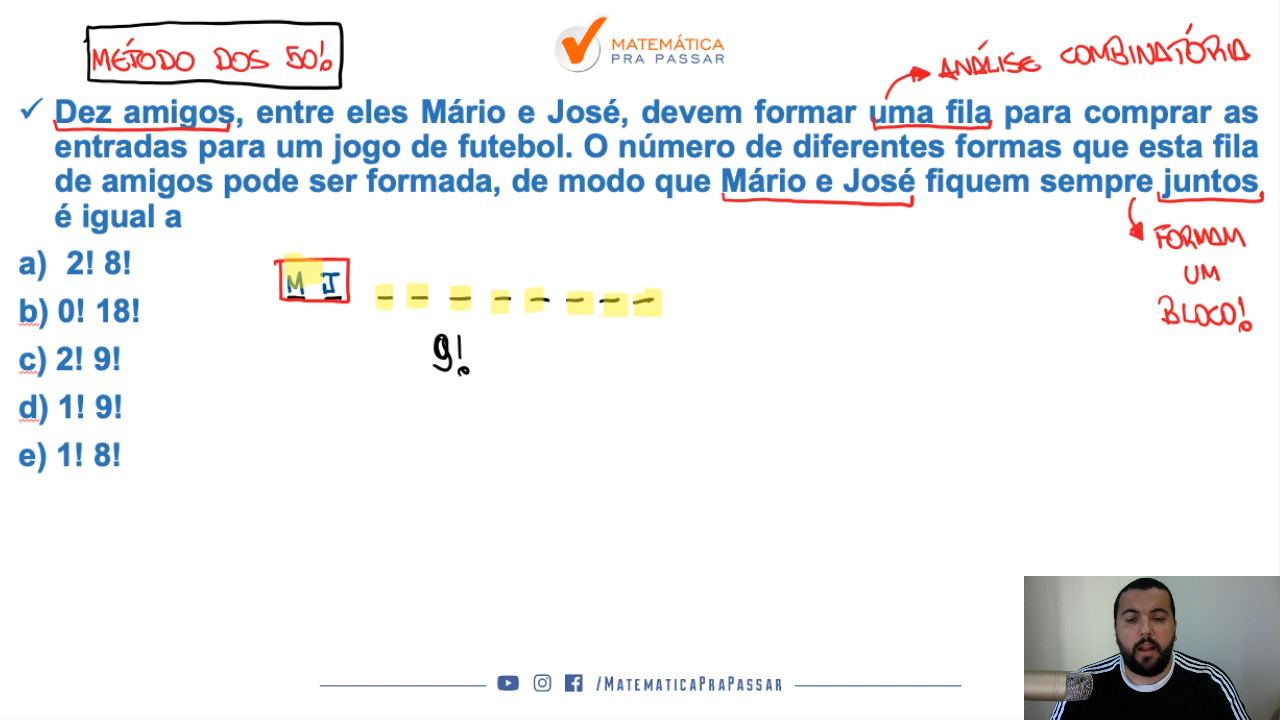 MÉTODO DOS 50!
MATEMÁTICA
PRA PASSAR
ANÁLISE COMBINATÓRIA
Dez amigos, entre eles Mário e José, devem formar uma fila para comprar as
entradas para um jogo de futebol. O número de diferentes formas que esta fila
de amigos pode ser formada, de modo que Mário e José fiquem sempre juntos
é igual a
FORMAM
UM
BLOCO!
a) 2! 8!
b) 0! 18!
c) 2! 9!
d) 1! 9!
e) 1! 8!
M J
9!
/MATEMATICAPRAPASSAR